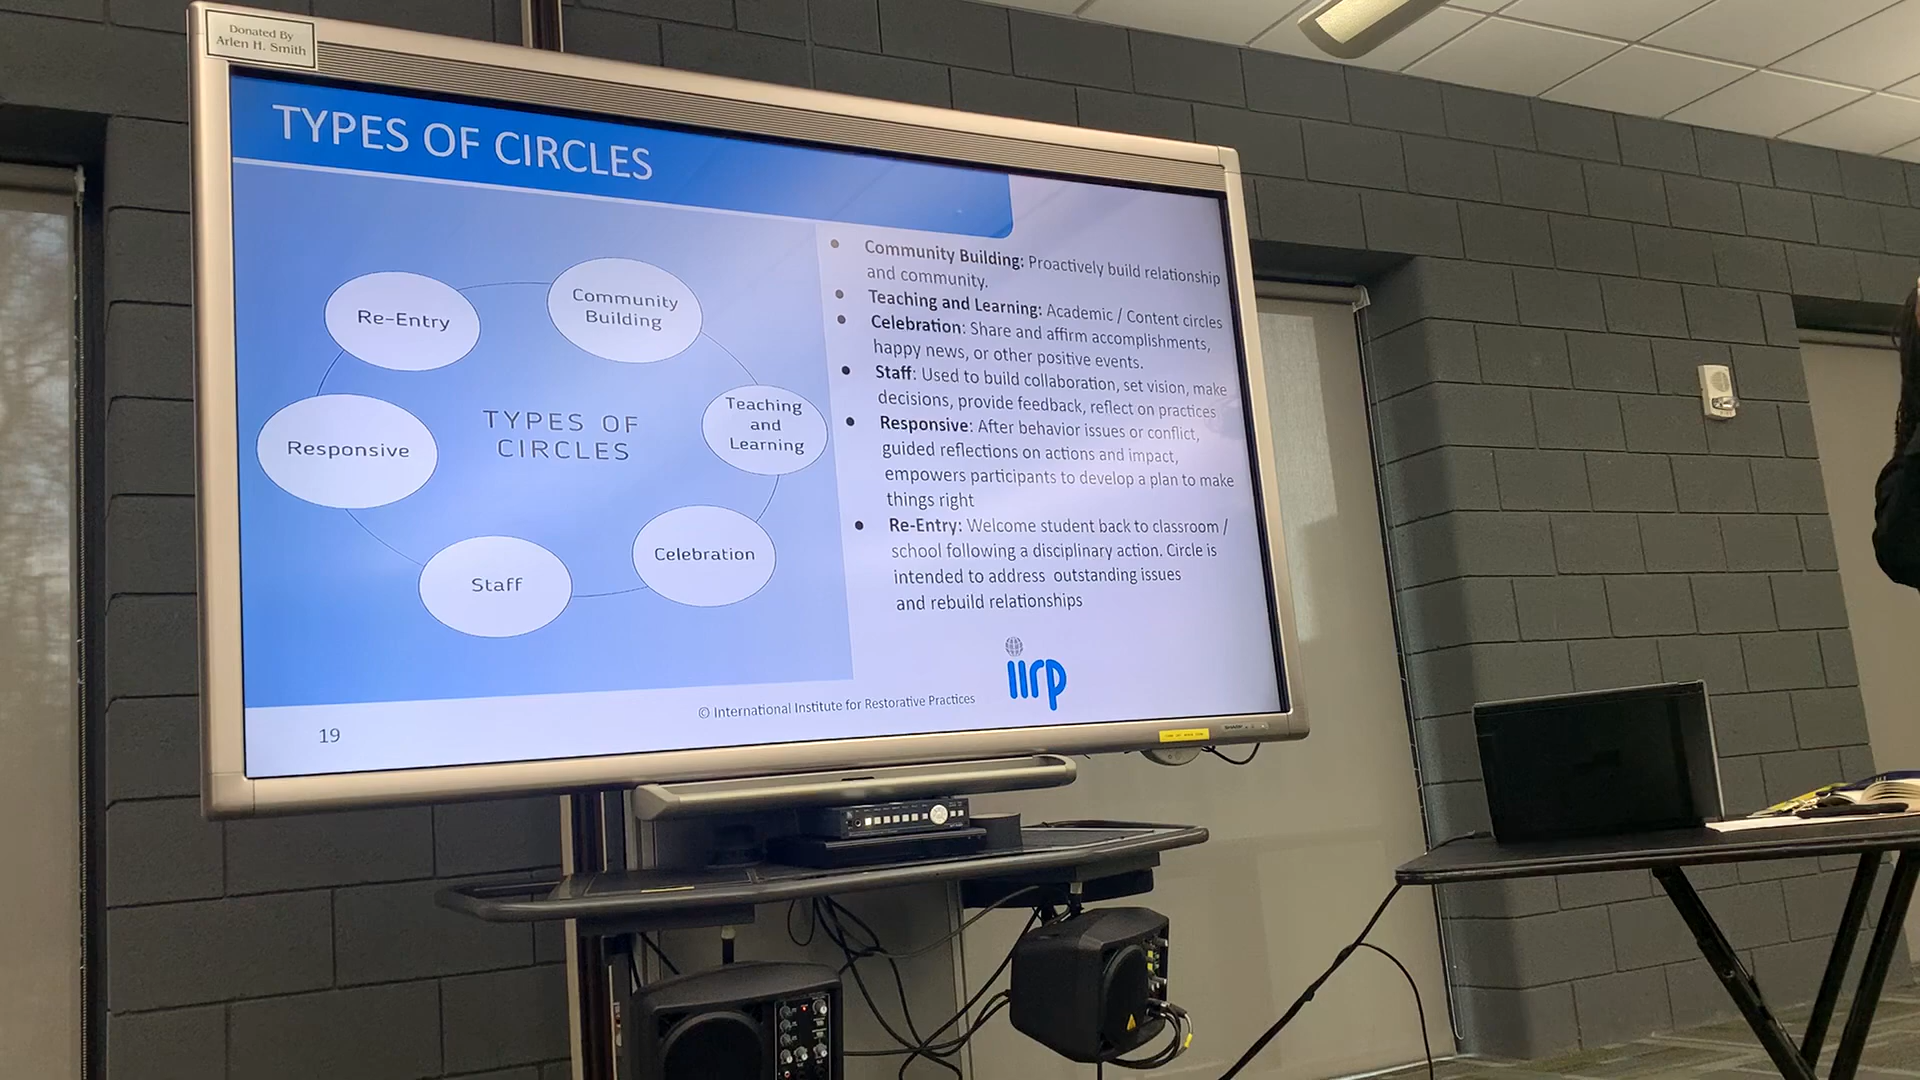 Donated By
Arlen H. Smith
TYPES OF CIRCLES
Re-Entry
Community
Building
Teaching
and
Learning
Celebration
Staff
Responsive
TYPES OF
CIRCLES
• Community Building: Proactively build relationship
and community.
• Teaching and Learning: Academic / Content circles
• Celebration: Share and affirm accomplishments,
happy news, or other positive events.
• Staff: Used to build collaboration, set vision, make
decisions, provide feedback, reflect on practices
• Responsive: After behavior issues or conflict,
guided reflections on actions and impact,
empowers participants to develop a plan to make
things right
• Re-Entry: Welcome student back to classroom /
school following a disciplinary action. Circle is
intended to address outstanding issues
and rebuild relationships
iirp
© International Institute for Restorative Practices
19